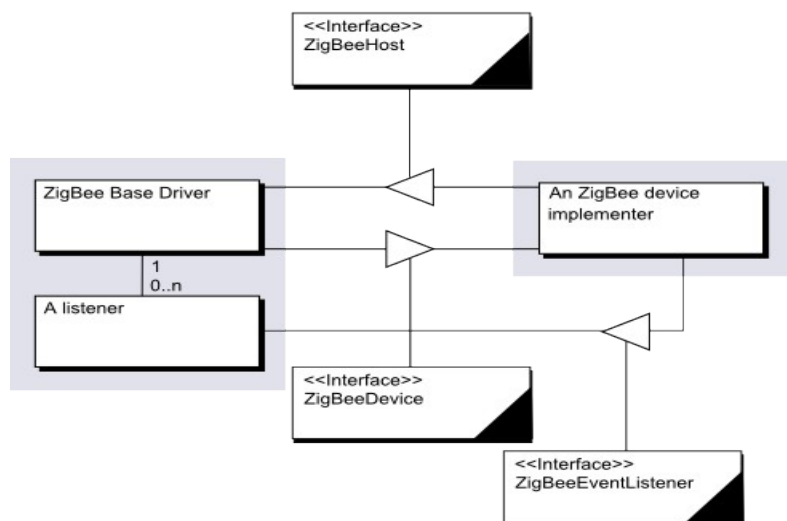 <<Interface>>
ZigBeeHost
ZigBee Base Driver
An ZigBee device
implementer
1
0..n
A listener
<<Interface>>
ZigBeeDevice
<<Interface>>
ZigBeeEventListener